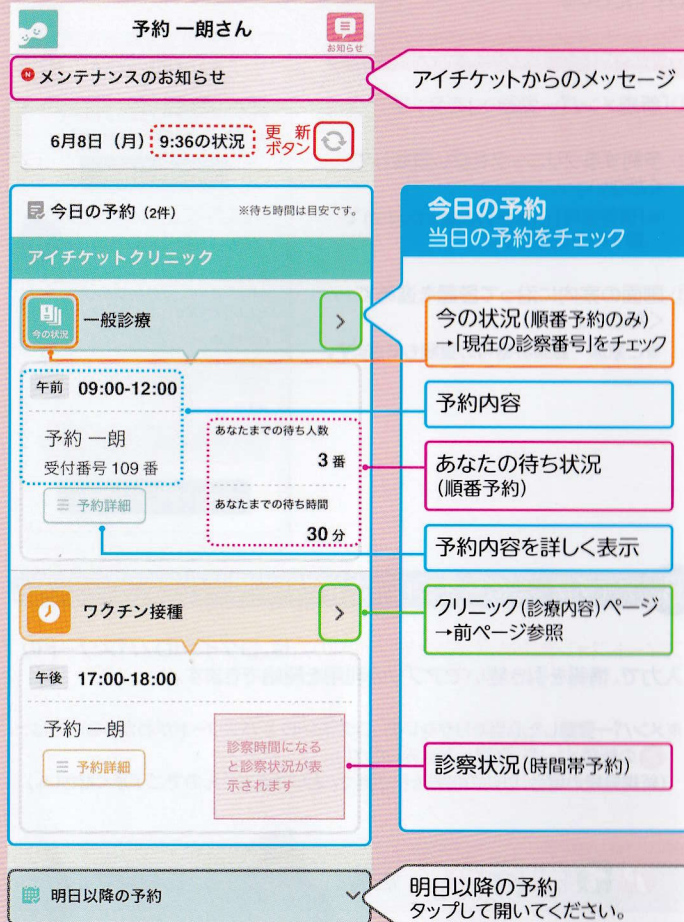 予約 一朗さん
お知らせ
N メンテナンスのお知らせ
アイチケットからのメッセージ
6月8日（月） 9:36の状況
更新
ボタン
今日の予約（2件）
※待ち時間は目安です。
アイチケットクリニック
今日の予約
当日の予約をチェック
今の状況
一般診療
今の状況（順番予約のみ）
→「現在の診察番号」をチェック
午前 09:00-12:00
予約内容
予約 一朗
受付番号 109 番
予約詳細
あなたまでの待ち人数
3 番
あなたまでの待ち時間
30 分
あなたの待ち状況
（順番予約）
予約内容を詳しく表示
ワクチン接種
クリニック（診療内容）ページ
→前ページ参照
午後 17:00-18:00
予約 一朗
予約詳細
診察時間になる
と診察状況が表
示されます
診察状況（時間帯予約）
明日以降の予約
明日以降の予約
タップして開いてください。